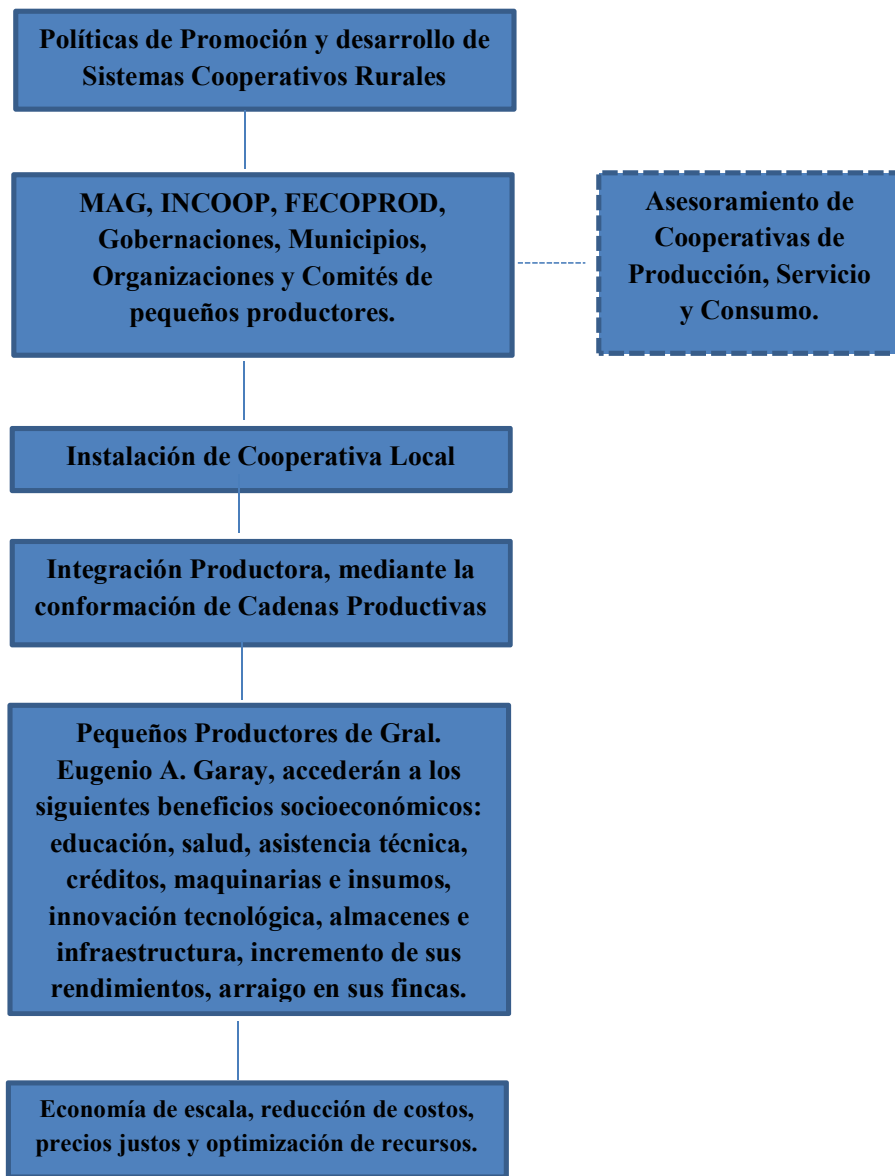 Políticas de Promoción y desarrollo de
Sistemas Cooperativos Rurales
MAG, INCOOP, FECOPROD,
Gobernaciones, Municipios,
Organizaciones y Comités de
pequeños productores.
Asesoramiento de
Cooperativas de
Producción, Servicio
y Consumo.
Instalación de Cooperativa Local
Integración Productora, mediante la
conformación de Cadenas Productivas
Pequeños Productores de Gral.
Eugenio A. Garay, accederán a los
siguientes beneficios socioeconómicos:
educación, salud, asistencia técnica,
créditos, maquinarias e insumos,
innovación tecnológica, almacenes e
infraestructura, incremento de sus
rendimientos, arraigo en sus fincas.
Economía de escala, reducción de costos,
precios justos y optimización de recursos.